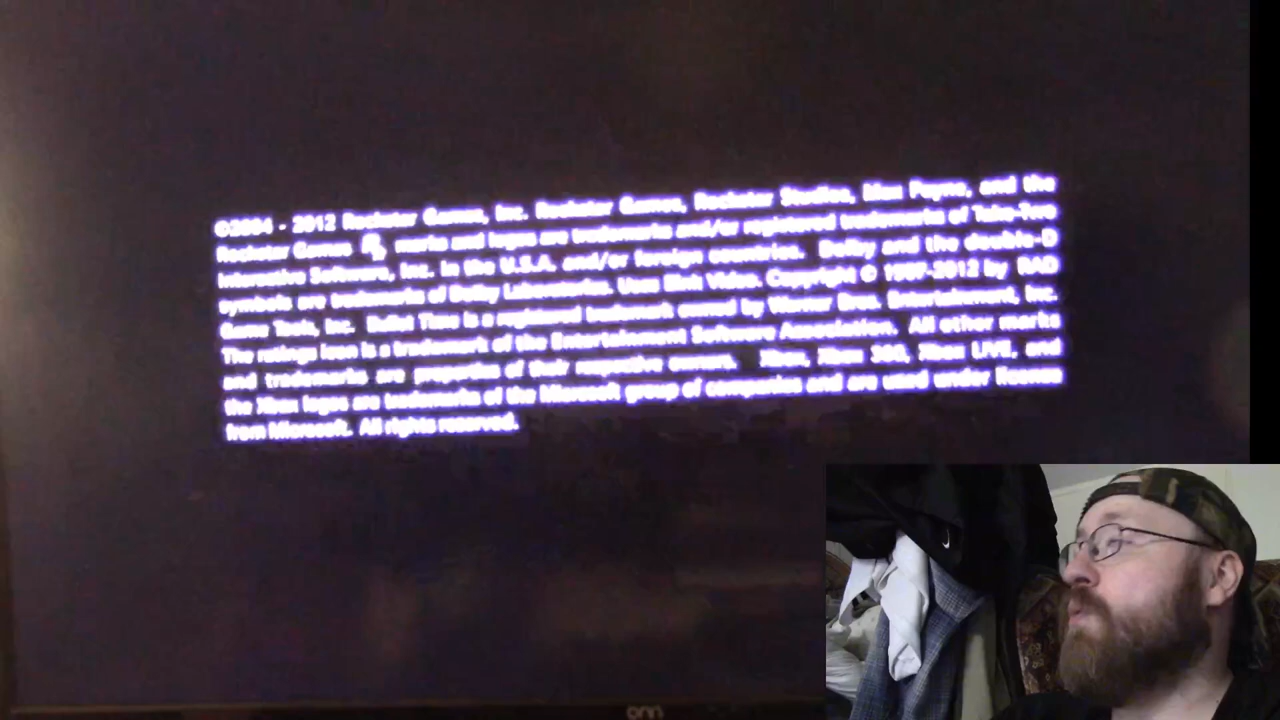 ©2004 - 2012 Rockstar Games, Inc. Rockstar Games, Rockstar Studios, Max Payne, and the
Rockstar Games marks and logos are trademarks and/or registered trademarks of Take-Two
Interactive Software, Inc. in the U.S.A. and/or foreign countries. Dolby and the double-D
symbols are trademarks of Dolby Laboratories. Uses Bink Video. Copyright © 1997-2012 by RAD
Game Tools, Inc. Bullet Time is a registered trademark owned by Warner Bros. Entertainment, Inc.
The ratings icon is a trademark of the Entertainment Software Association. All other marks
and trademarks are properties of their respective owners. Xbox, Xbox 360, Xbox LIVE, and
the Xbox logos are trademarks of the Microsoft group of companies and are used under license
from Microsoft. All rights reserved.
onn